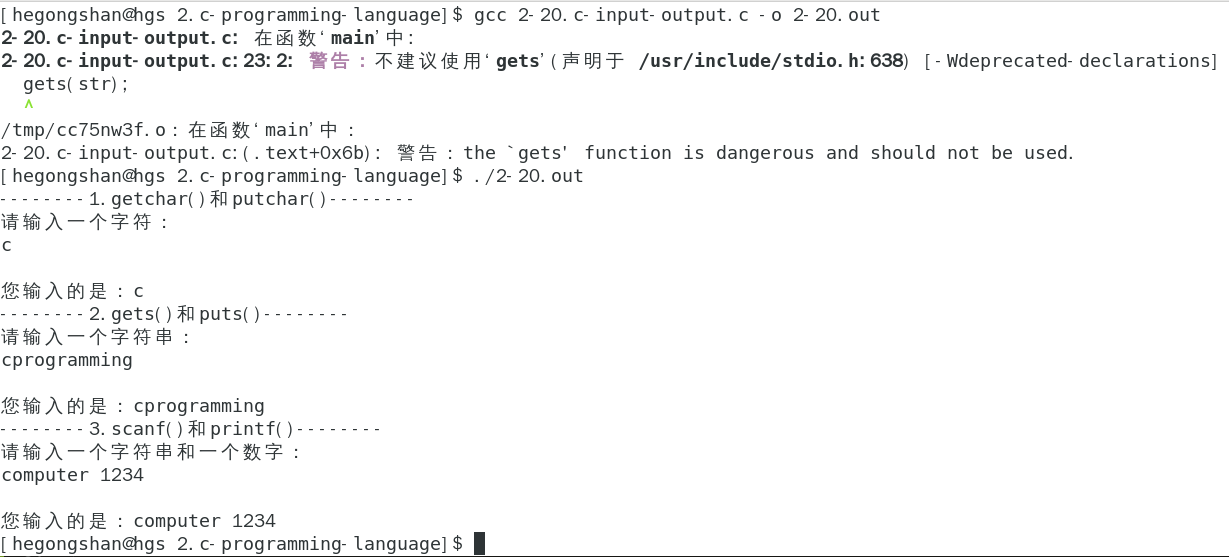 [hegongshan@hgs 2.c-programming-language]$ gcc 2-20.c-input-output.c -o 2-20.out
2-20.c-input-output.c: 在函数‘main’中:
2-20.c-input-output.c:23:2: 警告：不建议使用‘gets’(声明于 /usr/include/stdio.h:638) [-Wdeprecated-declarations]
gets(str);
^
/tmp/cc75nw3f.o：在函数‘main’中：
2-20.c-input-output.c:(.text+0x6b): 警告：the `gets' function is dangerous and should not be used.
[hegongshan@hgs 2.c-programming-language]$ ./2-20.out
--------1.getchar()和putchar()--------
请输入一个字符：
c
您输入的是：c
--------2.gets()和puts()--------
请输入一个字符串：
cprogramming
您输入的是：cprogramming
--------3.scanf()和printf()--------
请输入一个字符串和一个数字：
computer 1234
您输入的是：computer 1234
[hegongshan@hgs 2.c-programming-language]$